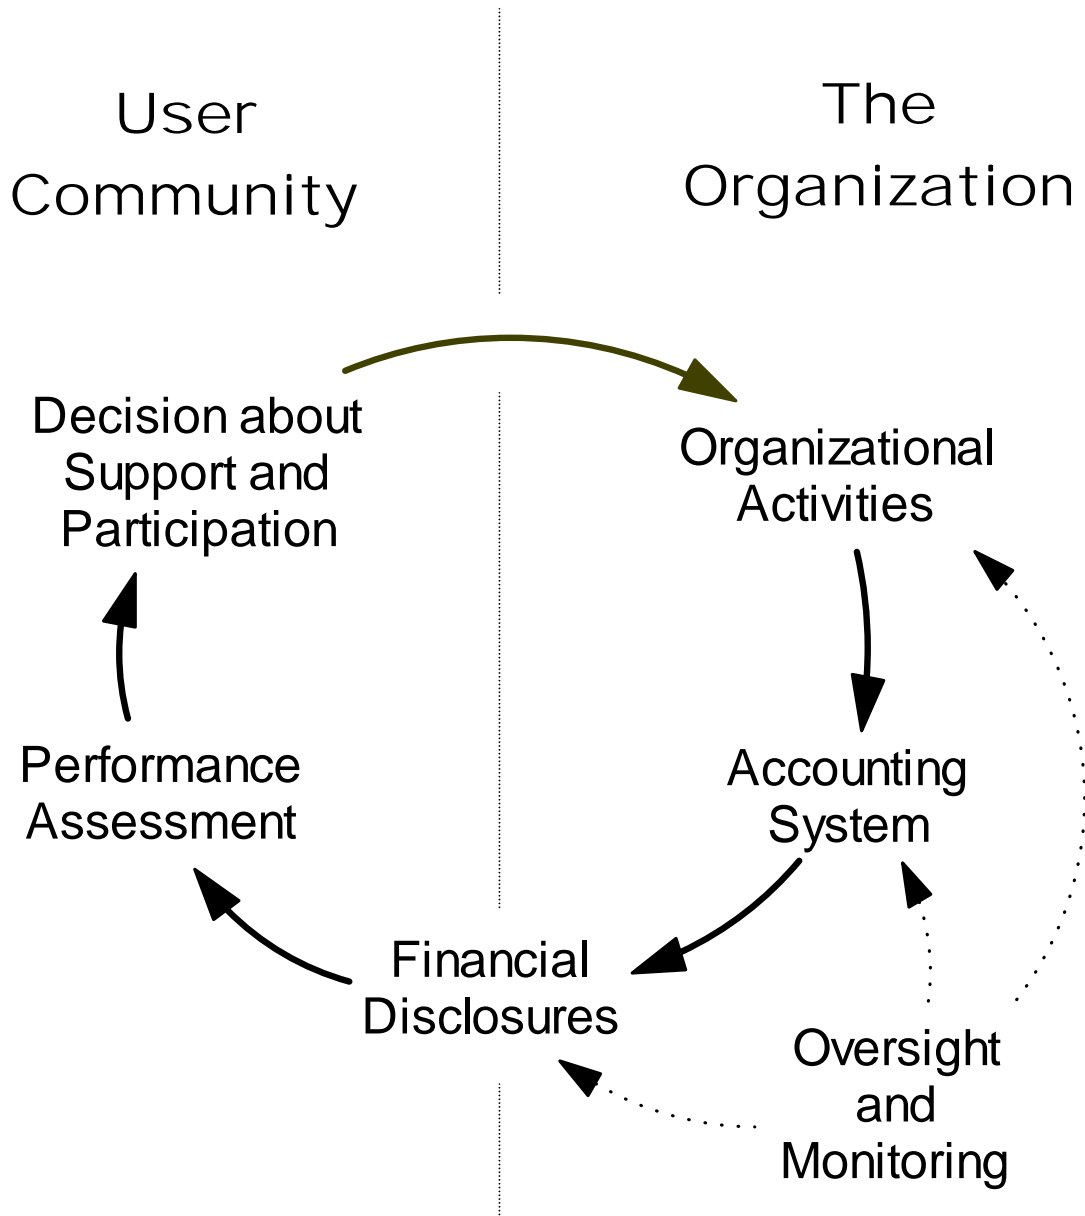 User
Community
The
Organization
Decision about
Support and
Participation
Organizational
Activities
Performance
Assessment
Accounting
System
Financial
Disclosures
Oversight
and
Monitoring